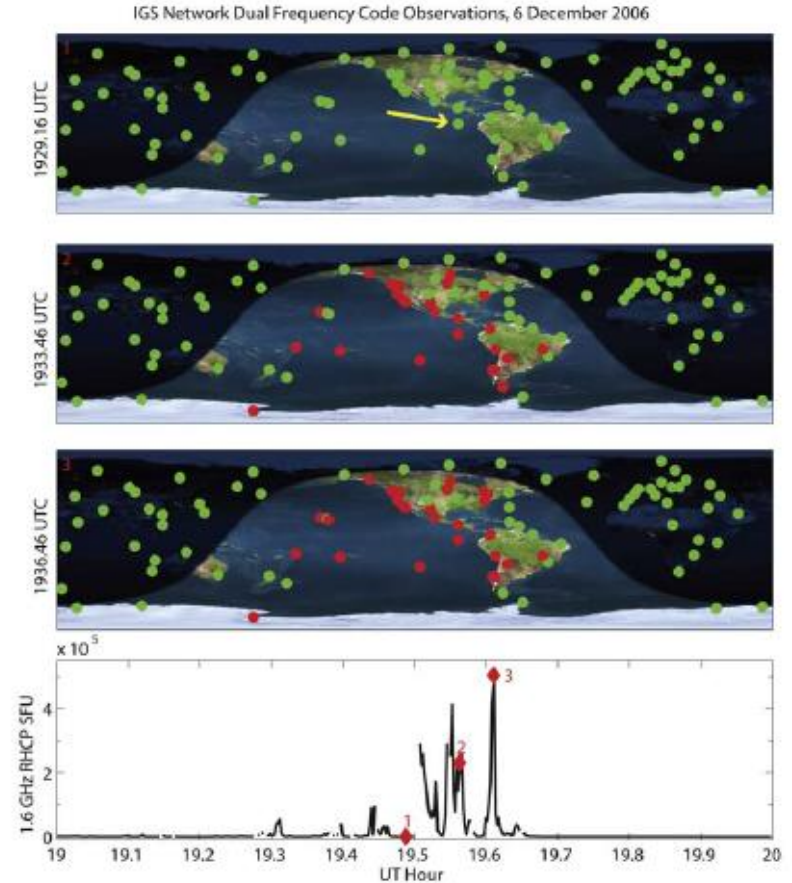 IGS Network Dual Frequency Code Observations, 6 December 2006
1
1929.16 UTC
2
1933.46 UTC
3
1936.46 UTC
x 10 5
1.6 GHz RHCP SFU
4
2
0
1
2
3
19 19.1 19.2 19.3 19.4 19.5 19.6 19.7 19.8 19.9 20
UT Hour